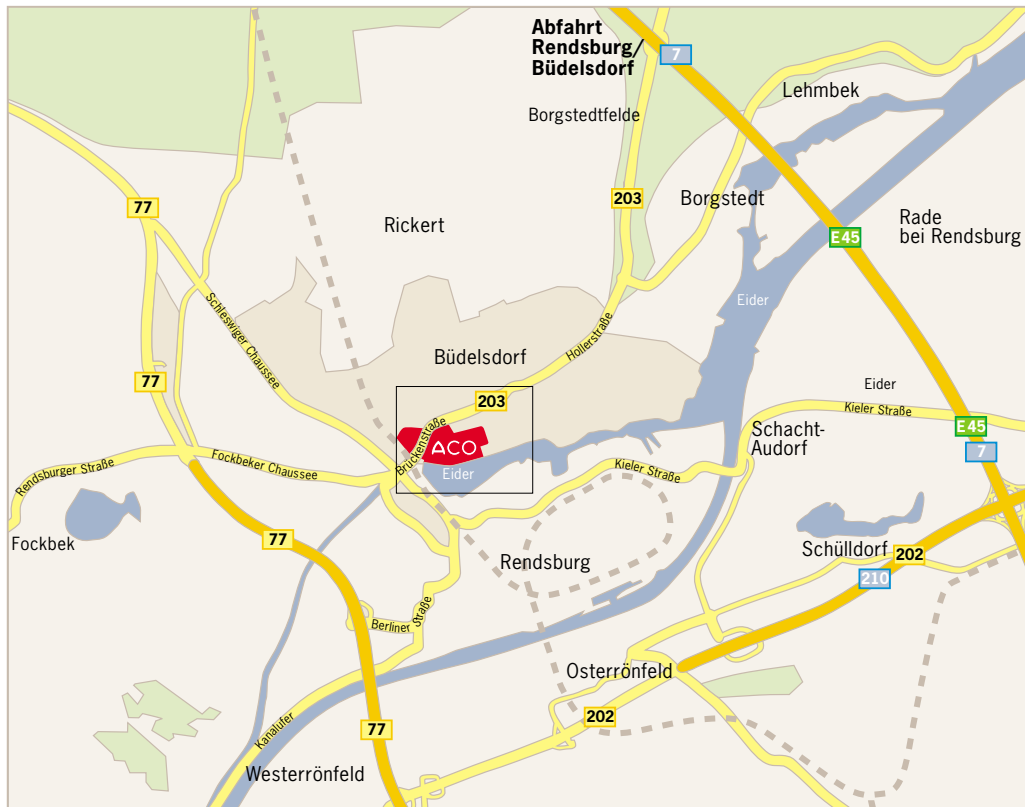 Abfahrt
Rendsburg/
Büdelsdorf
7
Lehmbek
Borgstedtfelde
77
203
Borgstedt
Rickert
Rade
bei Rendsburg
E45
Eider
Schleswiger Chaussee
Hollerstraße
Büdelsdorf
77
203
Eider
Kieler Straße
Brückenstraße
ACO
E45
Schacht-
Audorf
7
Rendsburger Straße
Fockbeker Chaussee
Eider
Kieler Straße
Fockbek
77
Rendsburg
Schülldorf
202
210
Berliner Straße
Osterrönfeld
202
77
Kanalufer
Westerrönfeld